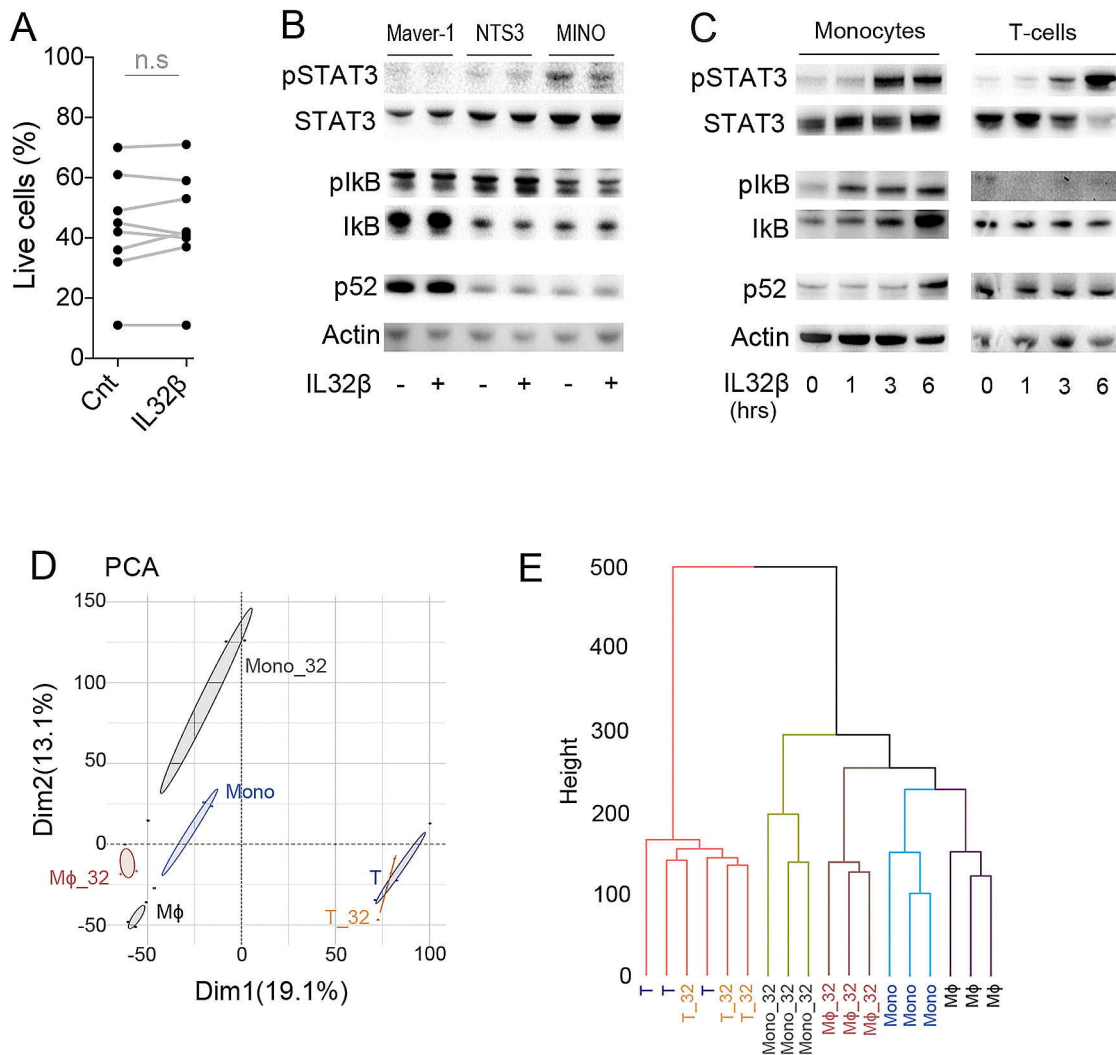 A
n.s
100
80
60
40
20
0
Live cells (%)
Cnt
IL32β
B
Maver-1 NTS3 MINO
pSTAT3
STAT3
pIkB
IkB
p52
Actin
IL32β - + - + - +
C
Monocytes T-cells
pSTAT3
STAT3
pIkB
IkB
p52
Actin
IL32β 0 1 3 6 0 1 3 6
(hrs)
D
PCA
150
100
50
0
-50
Dim2(13.1%)
Mono_32
Mono
Mϕ_32
Mϕ
T
T_32
-50 0 50 100
Dim1(19.1%)
E
500
400
300
200
100
0
Height
T
T
T_32
T
T_32
T_32
Mono_32
Mono_32
Mono_32
Mϕ_32
Mϕ_32
Mϕ_32
Mono
Mono
Mono
Mϕ
Mϕ
Mϕ